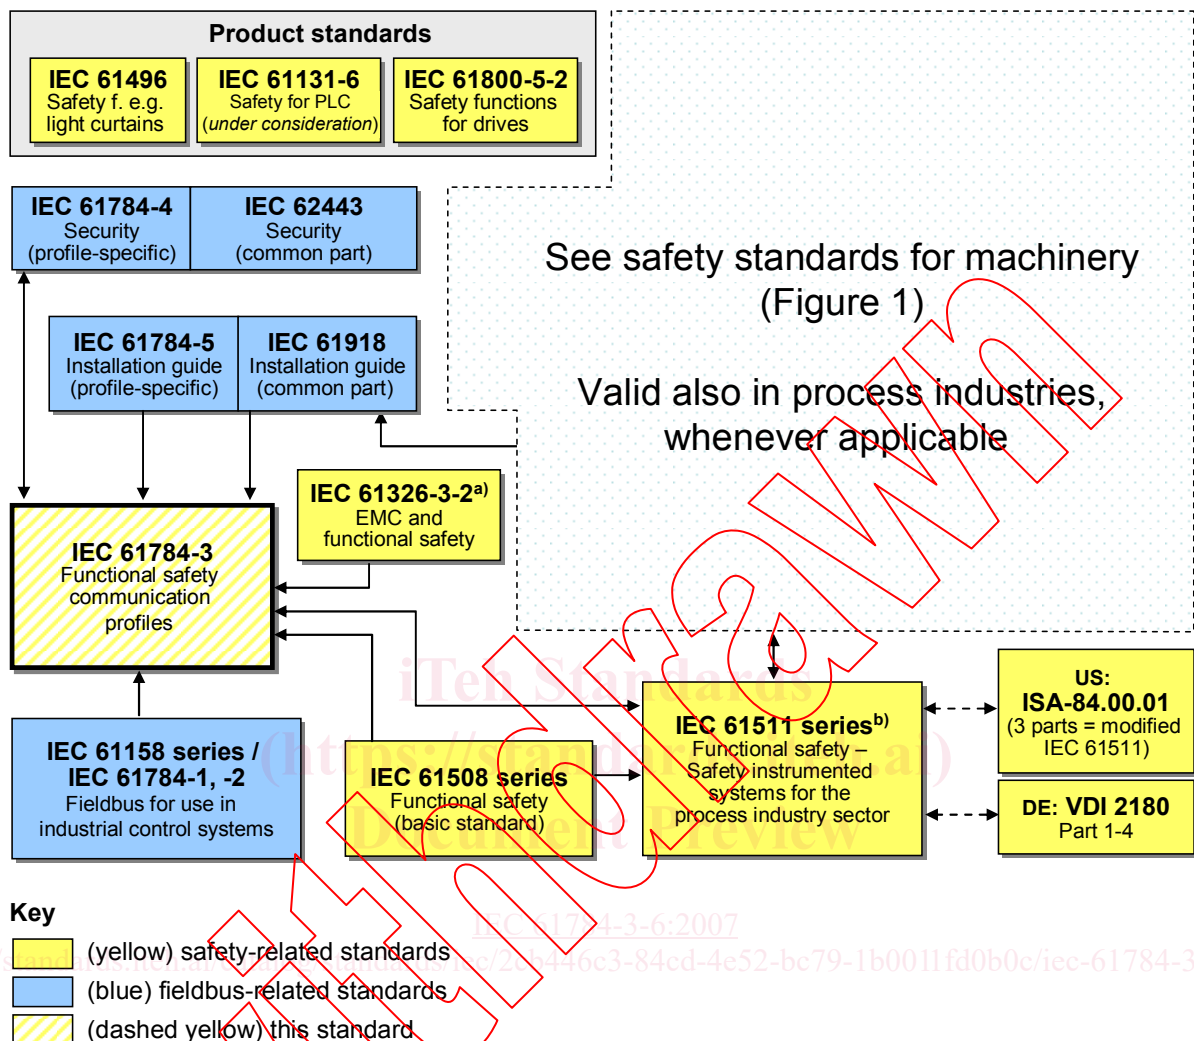 Product standards
IEC 61496
Safety f. e.g.
light curtains
IEC 61131-6
Safety for PLC
(under consideration)
IEC 61800-5-2
Safety functions
for drives
IEC 61784-4
Security
(profile-specific)
IEC 62443
Security
(common part)
See safety standards for machinery
(Figure 1)
Valid also in process industries,
whenever applicable
IEC 61784-5
Installation guide
(profile-specific)
IEC 61918
Installation guide
(common part)
IEC 61326-3-2a)
EMC and
functional safety
IEC 61784-3
Functional safety
communication
profiles
IEC 61158 series /
IEC 61784-1, -2
Fieldbus for use in
industrial control systems
IEC 61508 series
Functional safety
(basic standard)
IEC 61511 seriesb)
Functional safety –
Safety instrumented
systems for the
process industry sector
US:
ISA-84.00.01
(3 parts = modified
IEC 61511)
DE: VDI 2180
Part 1-4
iTeh Standards
(https://standards.iteh.ai)
Document Preview
Key
IEC 61784-3-6:2007
(yellow) safety-related standards
(blue) fieldbus-related standards
(dashed yellow) this standard